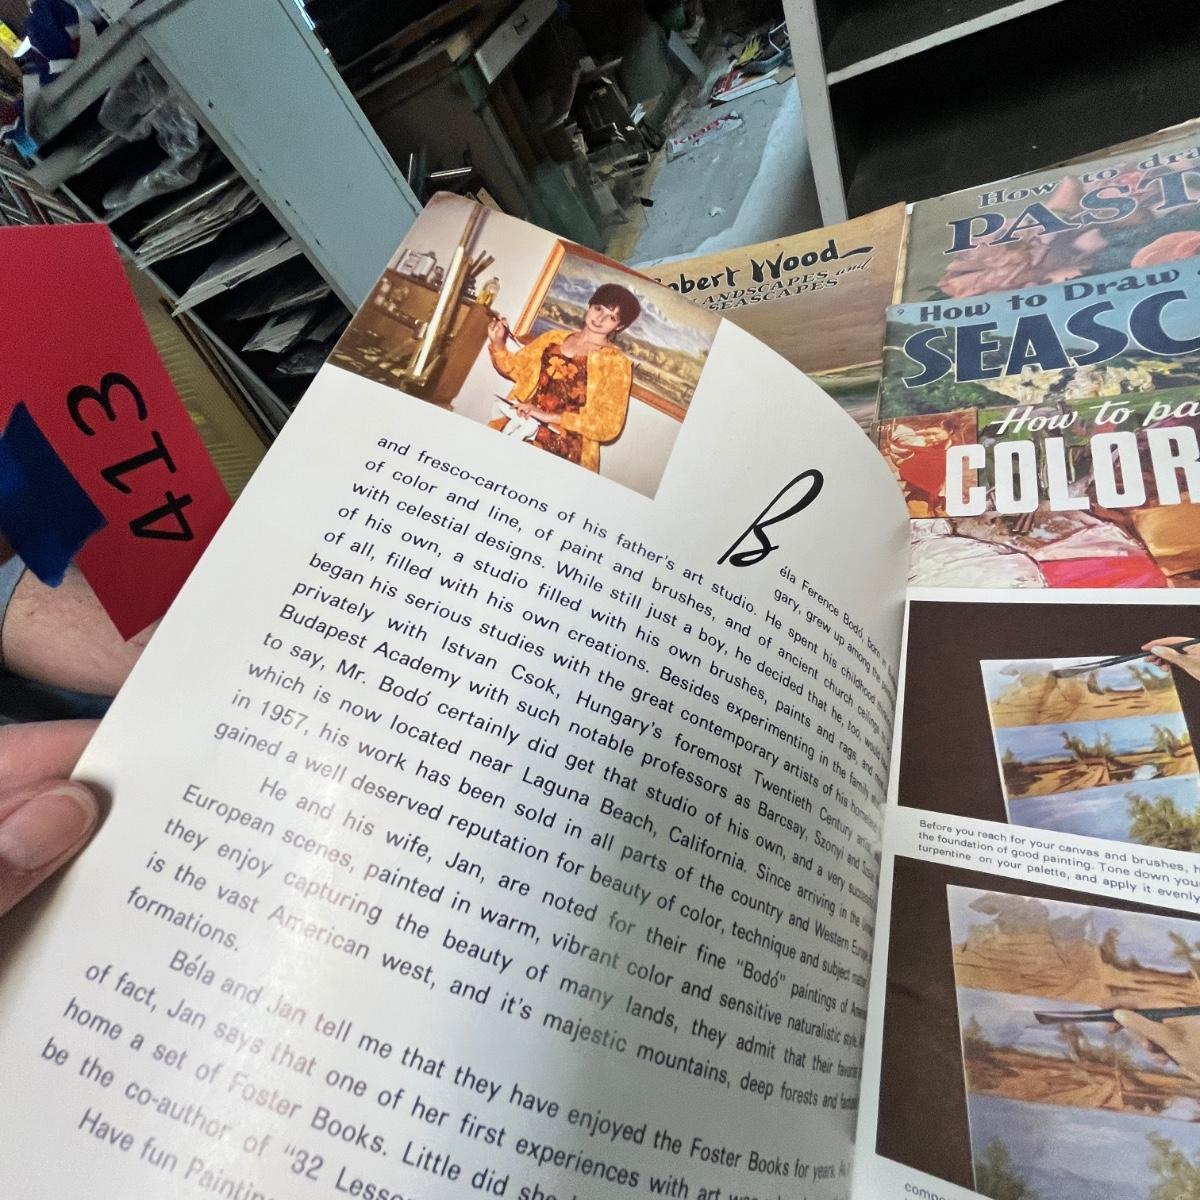 413
Robert Wood
LANDSCAPES and
SEASCAPES
How to dra
PAST
How to Draw
SEASC
How to pa
COLOR
Béla Ference Bodó, born
gary, grew up among the
and fresco-cartoons of his father's art studio. He spent his childhood
of color and line, of paint and brushes, and of ancient church ceilings
with celestial designs. While still just a boy, he decided that he, too, would
of his own, a studio filled with his own brushes, paints and rags, and
of all, filled with his own creations. Besides experimenting in the family
began his serious studies with the great contemporary artists of his homeland
privately with Istvan Csok, Hungary's foremost Twentieth Century artist,
Budapest Academy with such notable professors as Barcsay, Szonyi and
to say, Mr. Bodó certainly did get that studio of his own, and a very successful
which is now located near Laguna Beach, California. Since arriving in the
in 1957, his work has been sold in all parts of the country and Western Europe
gained a well deserved reputation for beauty of color, technique and subject matter
He and his wife, Jan, are noted for their fine "Bodó" paintings of
European scenes, painted in warm, vibrant color and sensitive naturalistic style.
they enjoy capturing the beauty of many lands, they admit that their favorite
is the vast American west, and it's majestic mountains, deep forests and
formations.
Béla and Jan tell me that they have enjoyed the Foster Books for years.
of fact, Jan says that one of her first experiences with art was
home a set of Foster Books. Little did she
be the co-author of "32 Lesso
Have fun Paintin
Before you reach for your canvas and brushes, h
the foundation of good painting. Tone down you
turpentine on your palette, and apply it evenly
compo